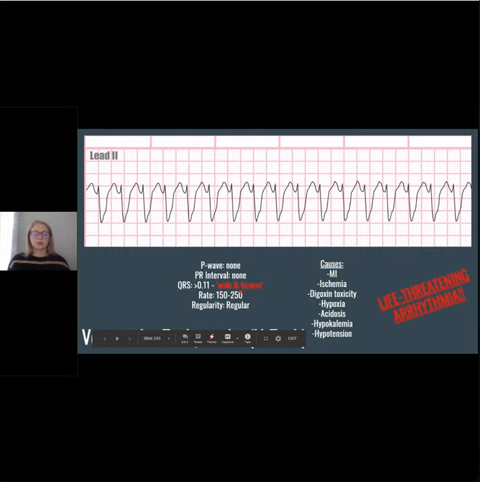 Lead II
P-wave: none
PR Interval: none
QRS: >0.11 - "wide & bizarre"
Rate: 150-250
Regularity: Regular
Causes:
-MI
-Ischemia
-Digoxin toxicity
-Hypoxia
-Acidosis
-Hypokalemia
-Hypotension
LIFE-THREATENING
ARRHYTHMIA!!
EXIT